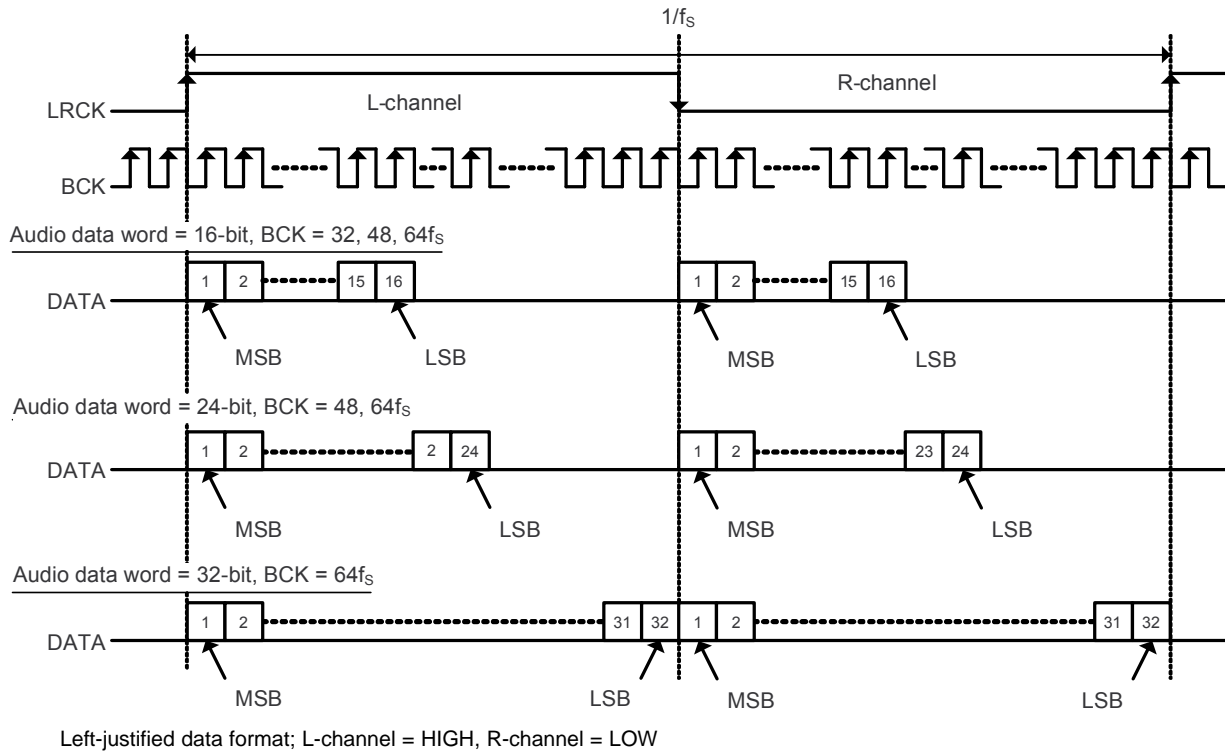 1/fS
L-channel
R-channel
LRCK
BCK
Audio data word = 16-bit, BCK = 32, 48, 64fS
DATA
1 2 15 16 1 2 15 16
MSB LSB MSB LSB
Audio data word = 24-bit, BCK = 48, 64fS
DATA
1 2 2 24 1 2 23 24
MSB LSB MSB LSB
Audio data word = 32-bit, BCK = 64fS
DATA
1 2 31 32 1 2 31 32
MSB LSB MSB LSB
Left-justified data format; L-channel = HIGH, R-channel = LOW